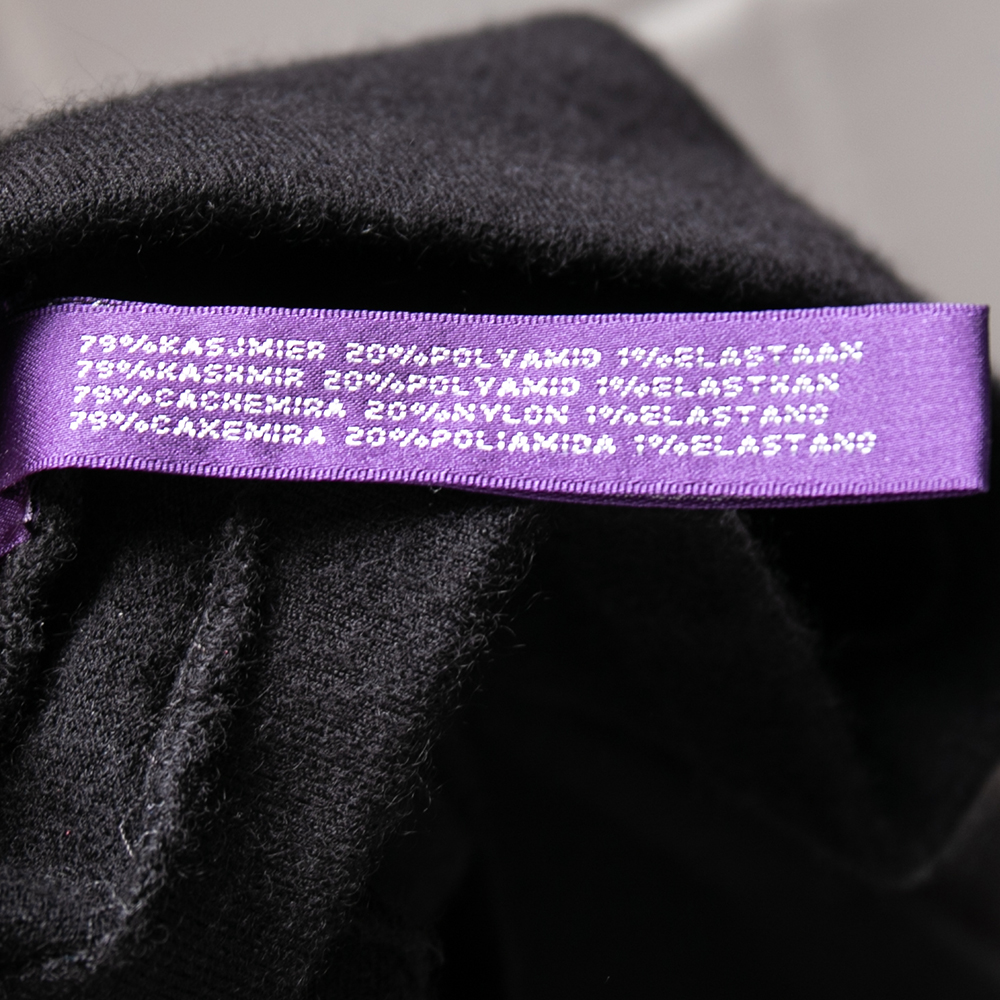 79%KASJMIER 20%POLYAMID 1%ELASTAAN
79%KASHMIR 20%POLYAMID 1%ELASTHAN
79%CACHEMIRA 20%NYLON 1%ELASTANO
79%CAXEMIRA 20%POLIAMIDA 1%ELASTANO